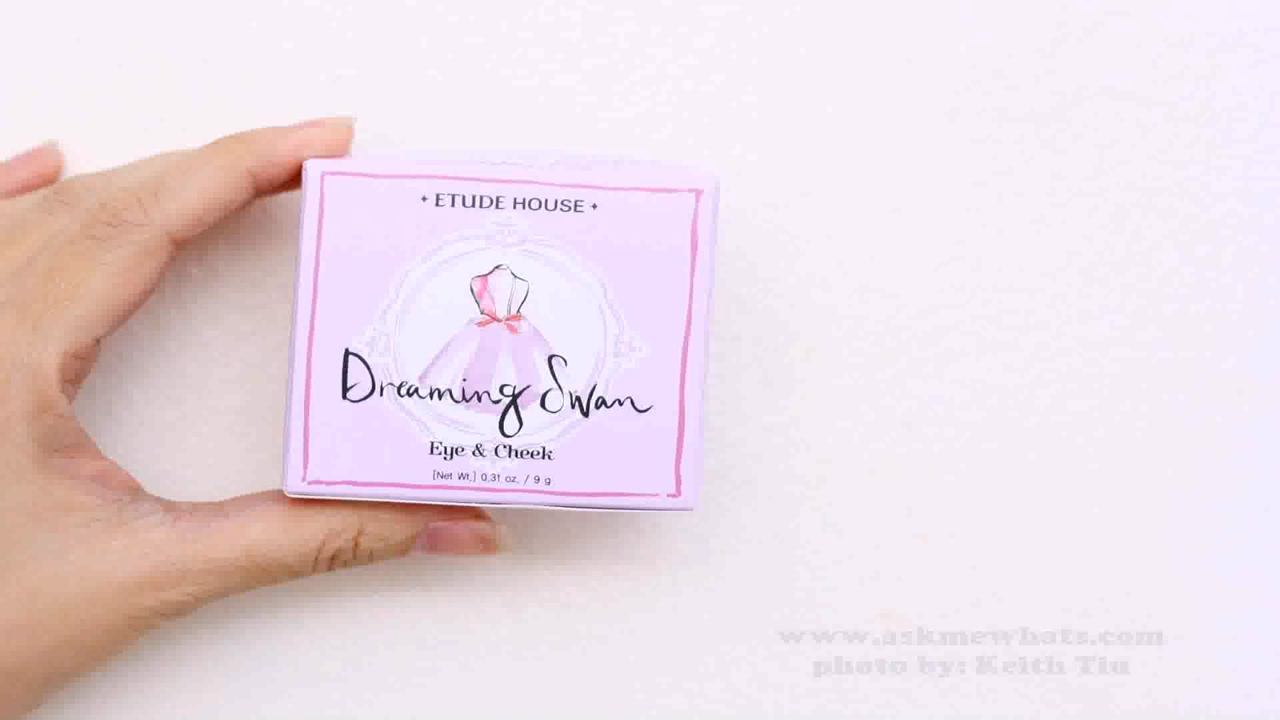 ✦ ETUDE HOUSE ✦
Dreaming Swan
Eye & Cheek
[Net Wt.] 0.31 oz. / 9 g
www.askmewhats.com
photo by: Keith Tiu